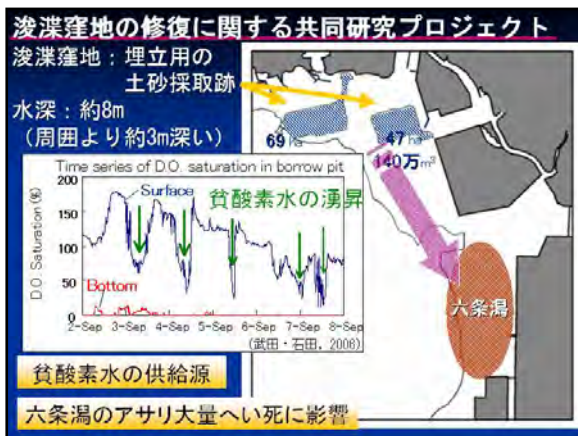 浚渫窪地の修復に関する共同研究プロジェクト
浚渫窪地：埋立用の
土砂採取跡
水深：約8m
（周囲より約3m深い）
69 ha
47 ha
140万m³
Time series of D.O. saturation in borrow pit
D.O. Saturation (%)
200
150
100
50
0
Surface
貧酸素水の湧昇
Bottom
2-Sep 3-Sep 4-Sep 5-Sep 6-Sep 7-Sep 8-Sep
(武田・石田, 2006)
六条潟
貧酸素水の供給源
六条潟のアサリ大量へい死に影響